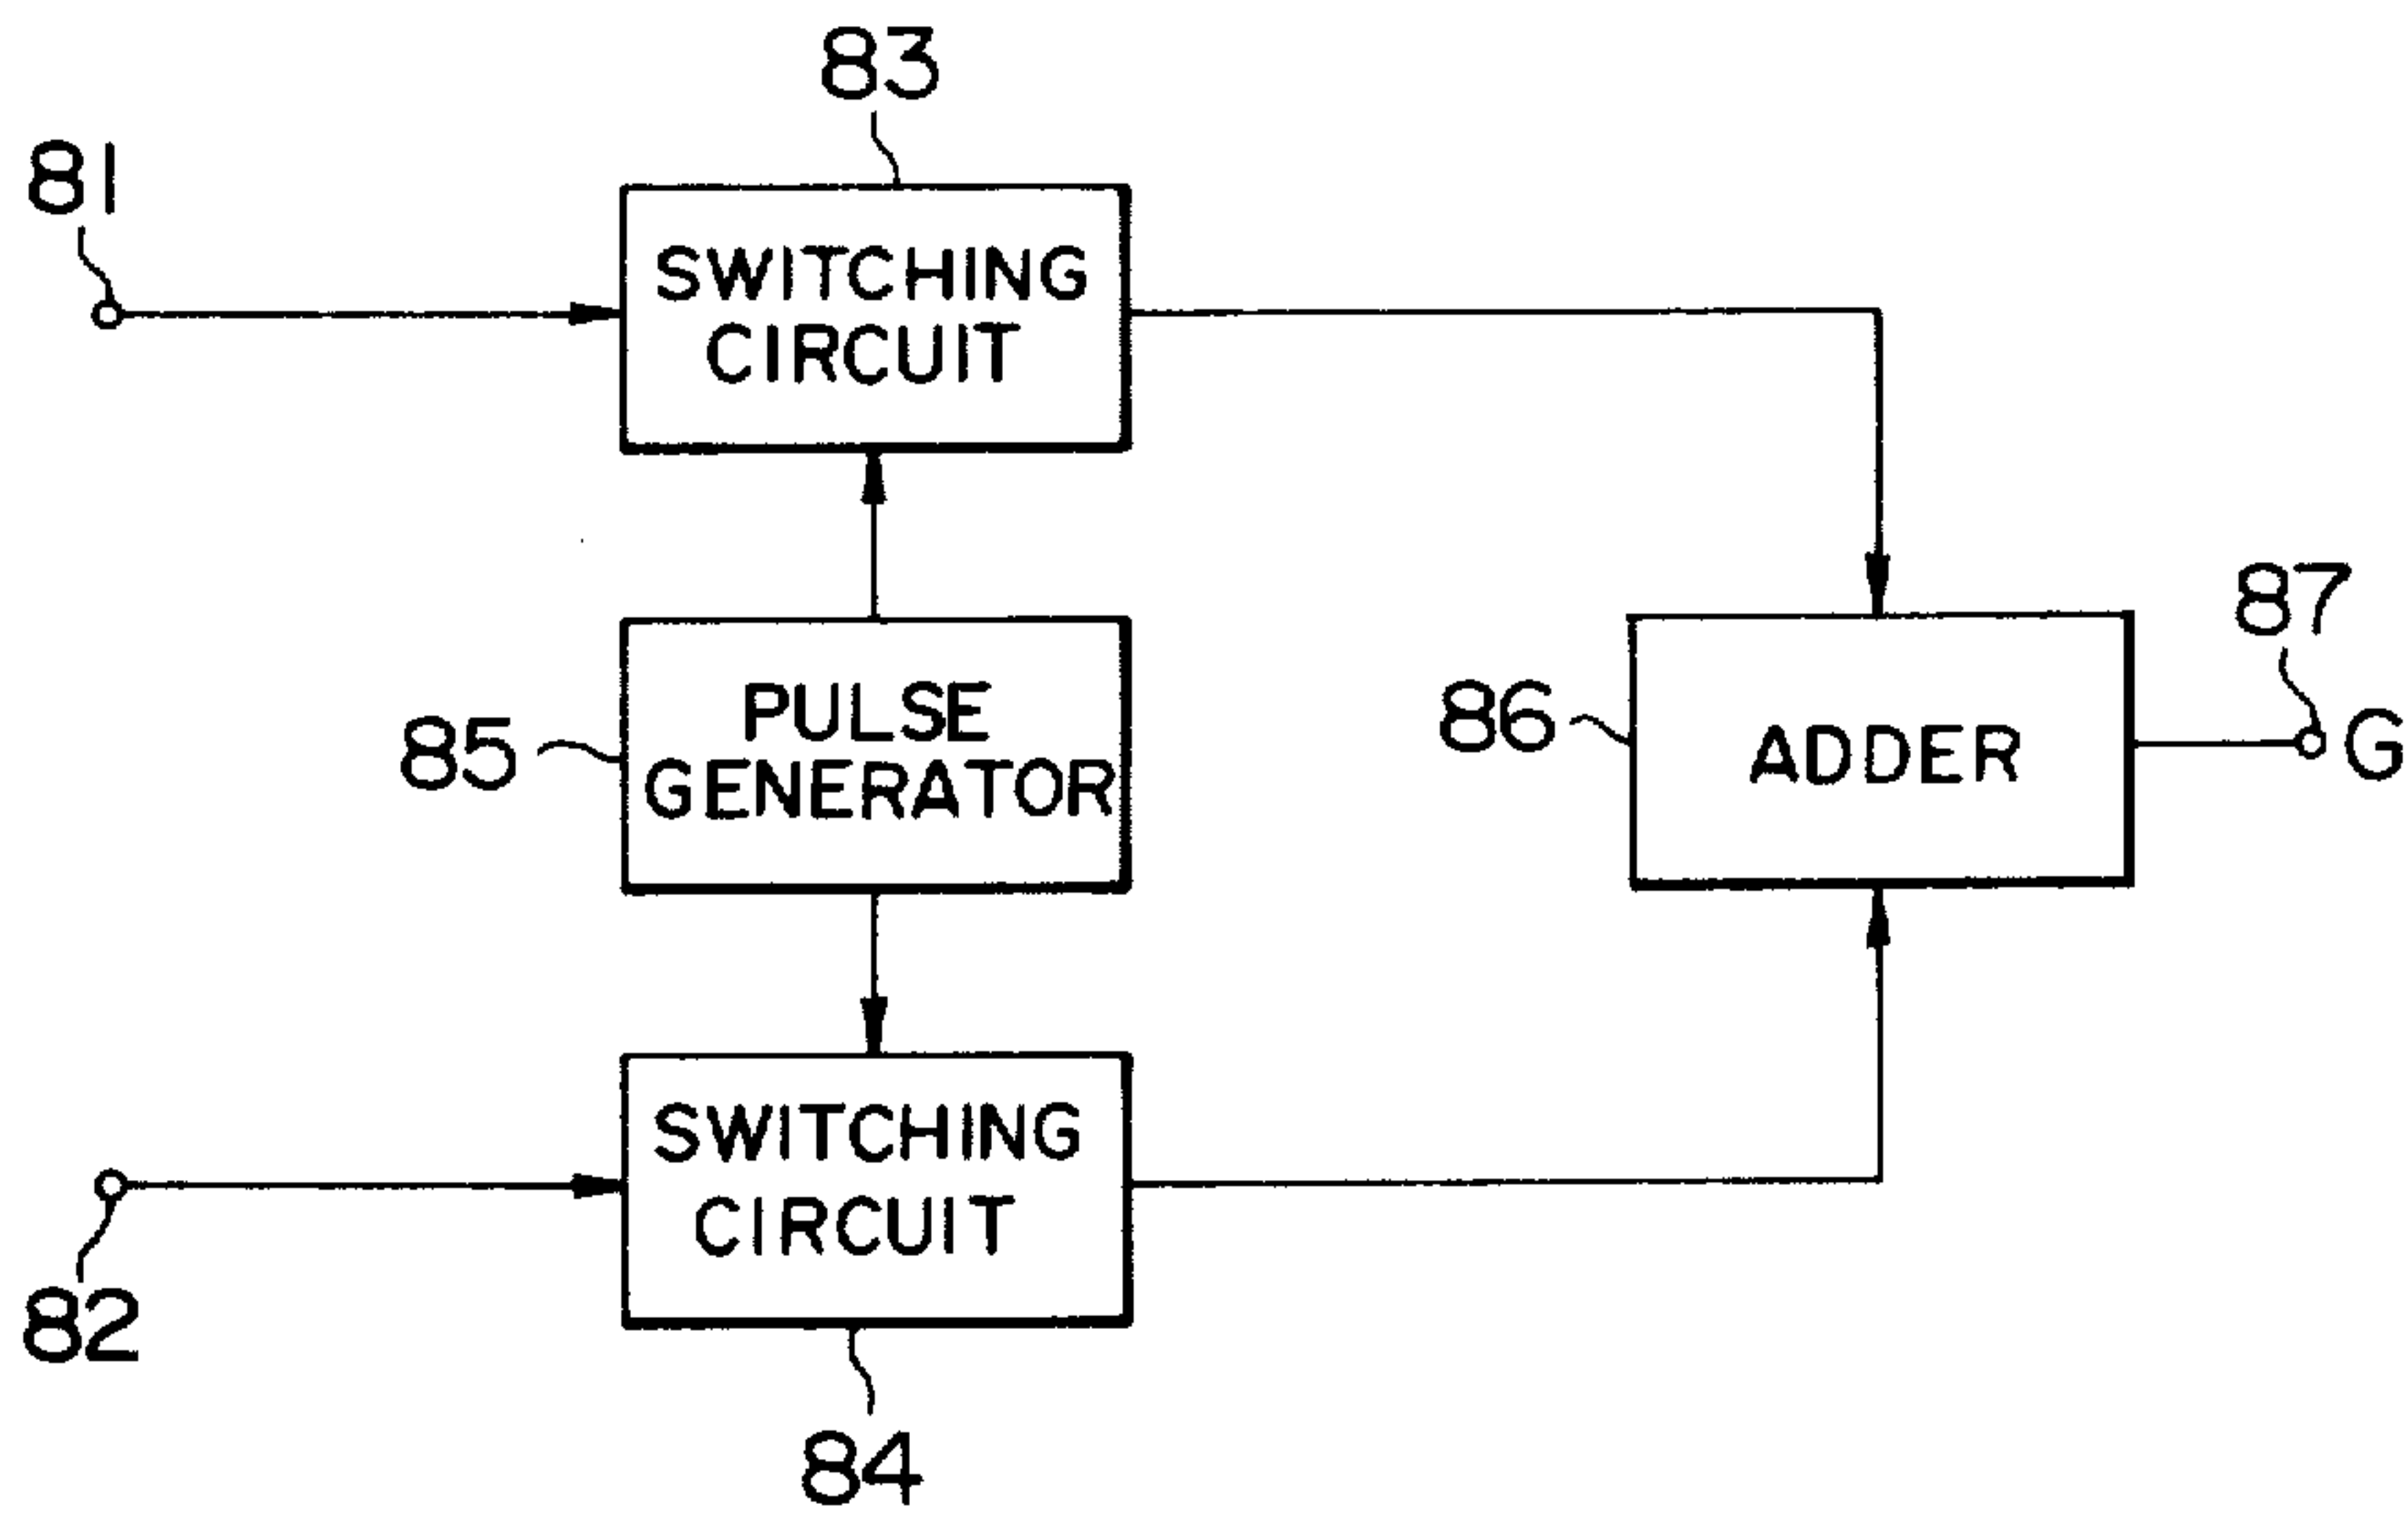 83
81
SWITCHING
CIRCUIT
87
86
85
PULSE
GENERATOR
ADDER
G
SWITCHING
CIRCUIT
82
84